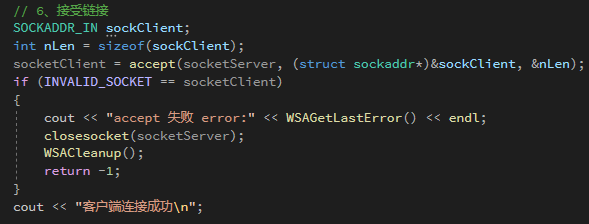 // 6、接受链接
SOCKADDR_IN sockClient;
int nLen = sizeof(sockClient);
socketClient = accept(socketServer, (struct sockaddr*)&sockClient, &nLen);
if (INVALID_SOCKET == socketClient)
{
cout << "accept 失败 error:" << WSAGetLastError() << endl;
closesocket(socketServer);
WSACleanup();
return -1;
}
cout << "客户端连接成功\n";